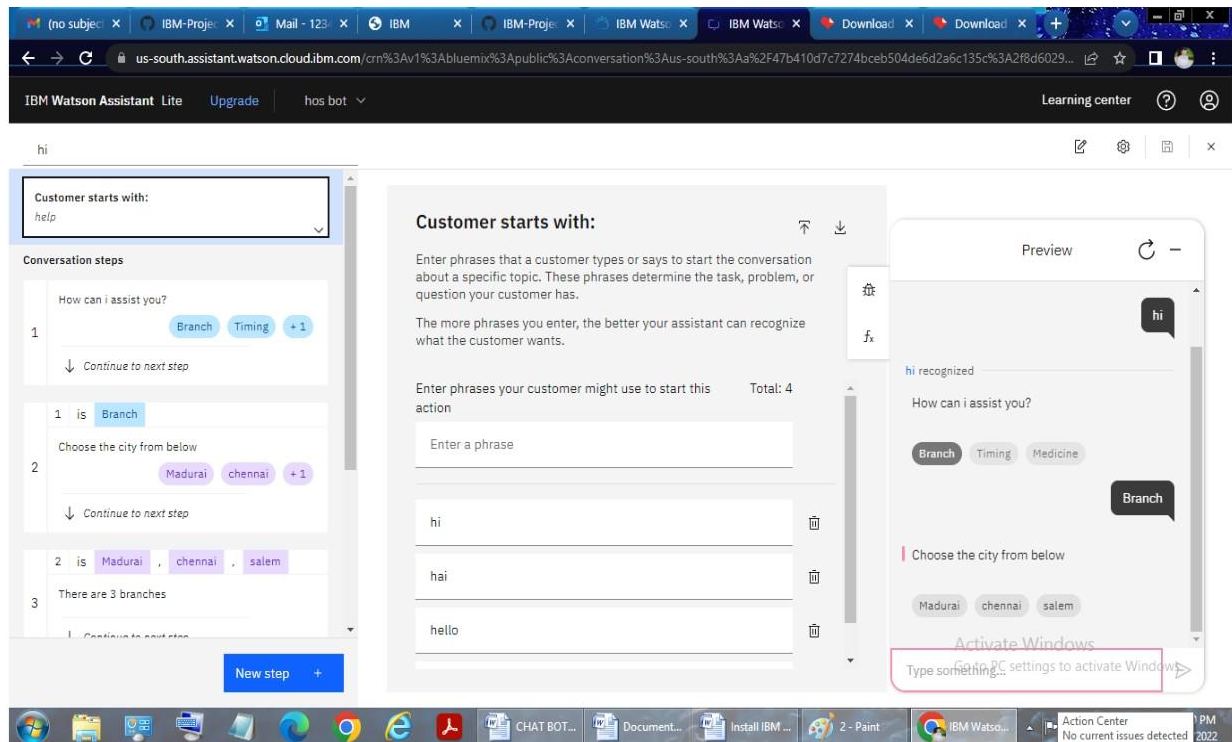 (no subject
IBM-Projec
Mail - 123
IBM
IBM-Projec
IBM Watso
IBM Watso
Download
Download
us-south.assistant.watson.cloud.ibm.com/crn%3Av1%3Abluemix%3Apublic%3Aconversation%3Aus-south%3Aa%2F47b410d7c7274bceb504de6d2a6c135c%3A2f8d6029...
IBM Watson Assistant Lite Upgrade hos bot
Learning center
hi
Customer starts with:
help
Conversation steps
1
How can i assist you?
Branch Timing + 1
Continue to next step
1 is Branch
2
Choose the city from below
Madurai chennai + 1
Continue to next step
2 is Madurai , chennai , salem
3
There are 3 branches
Continue to next step
New step +
Customer starts with:
Enter phrases that a customer types or says to start the conversation
about a specific topic. These phrases determine the task, problem, or
question your customer has.
The more phrases you enter, the better your assistant can recognize
what the customer wants.
Enter phrases your customer might use to start this
action
Total: 4
Enter a phrase
hi
hai
hello
fx
Preview
hi
hi recognized
How can i assist you?
Branch Timing Medicine
Branch
Choose the city from below
Madurai chennai salem
Activate Windows
Go to PC settings to activate Windows.
Type something...
CHAT BOT...
Document...
Install IBM ...
2 - Paint
IBM Watso...
Action Center
No current issues detected
PM
2022